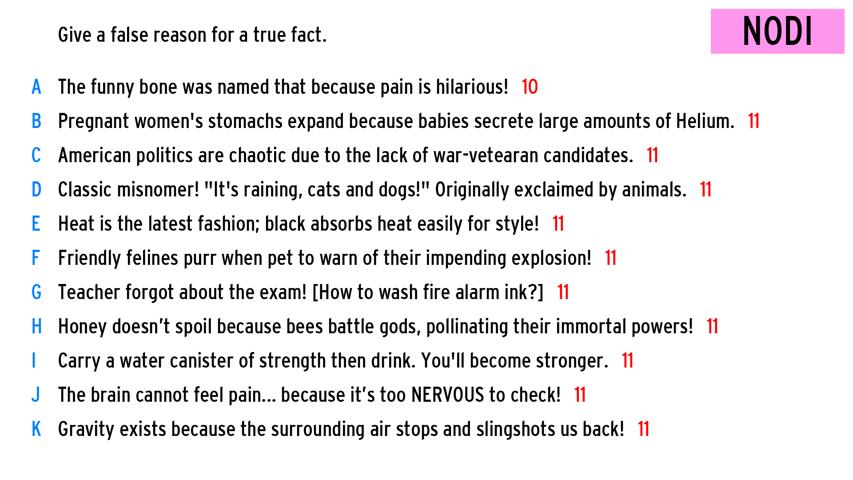 Give a false reason for a true fact.
NODI
A The funny bone was named that because pain is hilarious! 10
B Pregnant women's stomachs expand because babies secrete large amounts of Helium. 11
C American politics are chaotic due to the lack of war-vetearan candidates. 11
D Classic misnomer! "It's raining, cats and dogs!" Originally exclaimed by animals. 11
E Heat is the latest fashion; black absorbs heat easily for style! 11
F Friendly felines purr when pet to warn of their impending explosion! 11
G Teacher forgot about the exam! [How to wash fire alarm ink?] 11
H Honey doesn’t spoil because bees battle gods, pollinating their immortal powers! 11
I Carry a water canister of strength then drink. You'll become stronger. 11
J The brain cannot feel pain... because it’s too NERVOUS to check! 11
K Gravity exists because the surrounding air stops and slingshots us back! 11